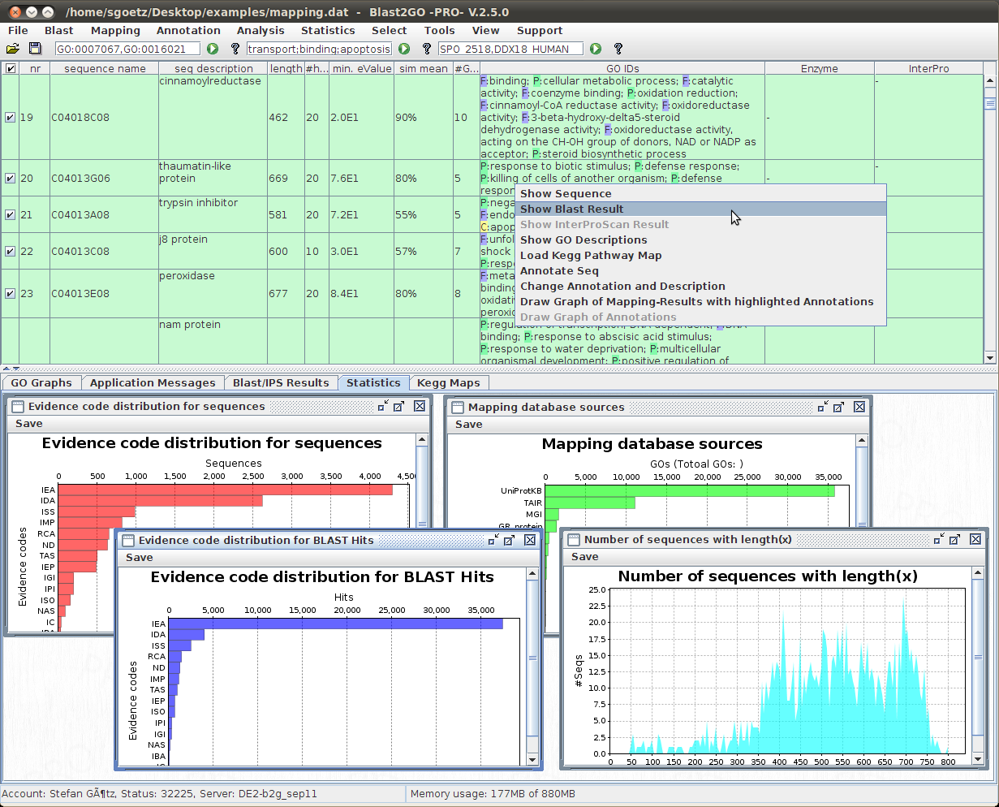 /home/sgoetz/Desktop/examples/mapping.dat - Blast2GO -PRO- V.2.5.0
File Blast Mapping Annotation Analysis Statistics Select Tools View Support
GO:0007067,GO:0016021 ? transport;binding;apoptosis ? SPO_2518,DDX18_HUMAN ?
nr sequence name seq description length #h... min. eValue sim mean #G... GO IDs Enzyme InterPro
19 C04018C08 cinnamoylreductase 462 20 2.0E1 90% 10
F:binding; P:cellular metabolic process; F:catalytic
activity; F:coenzyme binding; P:oxidation reduction;
F:cinnamoyl-CoA reductase activity; F:oxidoreductase
activity; F:3-beta-hydroxy-delta5-steroid
dehydrogenase activity; F:oxidoreductase activity,
acting on the CH-OH group of donors, NAD or NADP as
acceptor; P:steroid biosynthetic process
- -
20 C04013G06 thaumatin-like
protein 669 20 7.6E1 80% 5
P:response to biotic stimulus; P:defense response;
P:killing of cells of another organism; P:defense
respon
- -
21 C04013A08 trypsin inhibitor 581 20 7.2E1 55% 5
P:nega
F:endo
C:apop
22 C04013C08 j8 protein 600 10 3.0E1 57% 7
F:unfol
shock
P:respo
23 C04013E08 peroxidase 677 20 8.4E1 80% 8
F:meta
binding
oxidativ
peroxid
nam protein
P:regulation of transcription, DNA-dependent; F:DNA
binding; P:response to abscisic acid stimulus;
P:response to water deprivation; P:multicellular
organismal development; P:positive regulation of
Show Sequence
Show Blast Result
Show InterProScan Result
Show GO Descriptions
Load Kegg Pathway Map
Annotate Seq
Change Annotation and Description
Draw Graph of Mapping-Results with highlighted Annotations
Draw Graph of Annotations
GO Graphs Application Messages Blast/IPS Results Statistics Kegg Maps
Evidence code distribution for sequences
Save
Evidence code distribution for sequences
Sequences
0 500 1,000 1,500 2,000 2,500 3,000 3,500 4,000 4,50
Evidence codes
IEA
IDA
ISS
IMP
RCA
ND
TAS
IEP
IGI
IPI
ISO
NAS
IC
Mapping database sources
Save
Mapping database sources
GOs (Totoal GOs: )
0 5,000 10,000 15,000 20,000 25,000 30,000 35,000
UniProtKB
TAIR
MGI
GR_protein
Evidence code distribution for BLAST Hits
Save
Evidence code distribution for BLAST Hits
Hits
0 5,000 10,000 15,000 20,000 25,000 30,000 35,000
Evidence codes
IEA
IDA
ISS
RCA
ND
IMP
TAS
IEP
ISO
IPI
IGI
NAS
IBA
Number of sequences with length(x)
Save
Number of sequences with length(x)
#Seqs
25.0
22.5
20.0
17.5
15.0
12.5
10.0
7.5
5.0
2.5
0.0
0 50 100 150 200 250 300 350 400 450 500 550 600 650 700 750 800
Account: Stefan GÃ¶tz, Status: 32225, Server: DE2-b2g_sep11
Memory usage: 177MB of 880MB